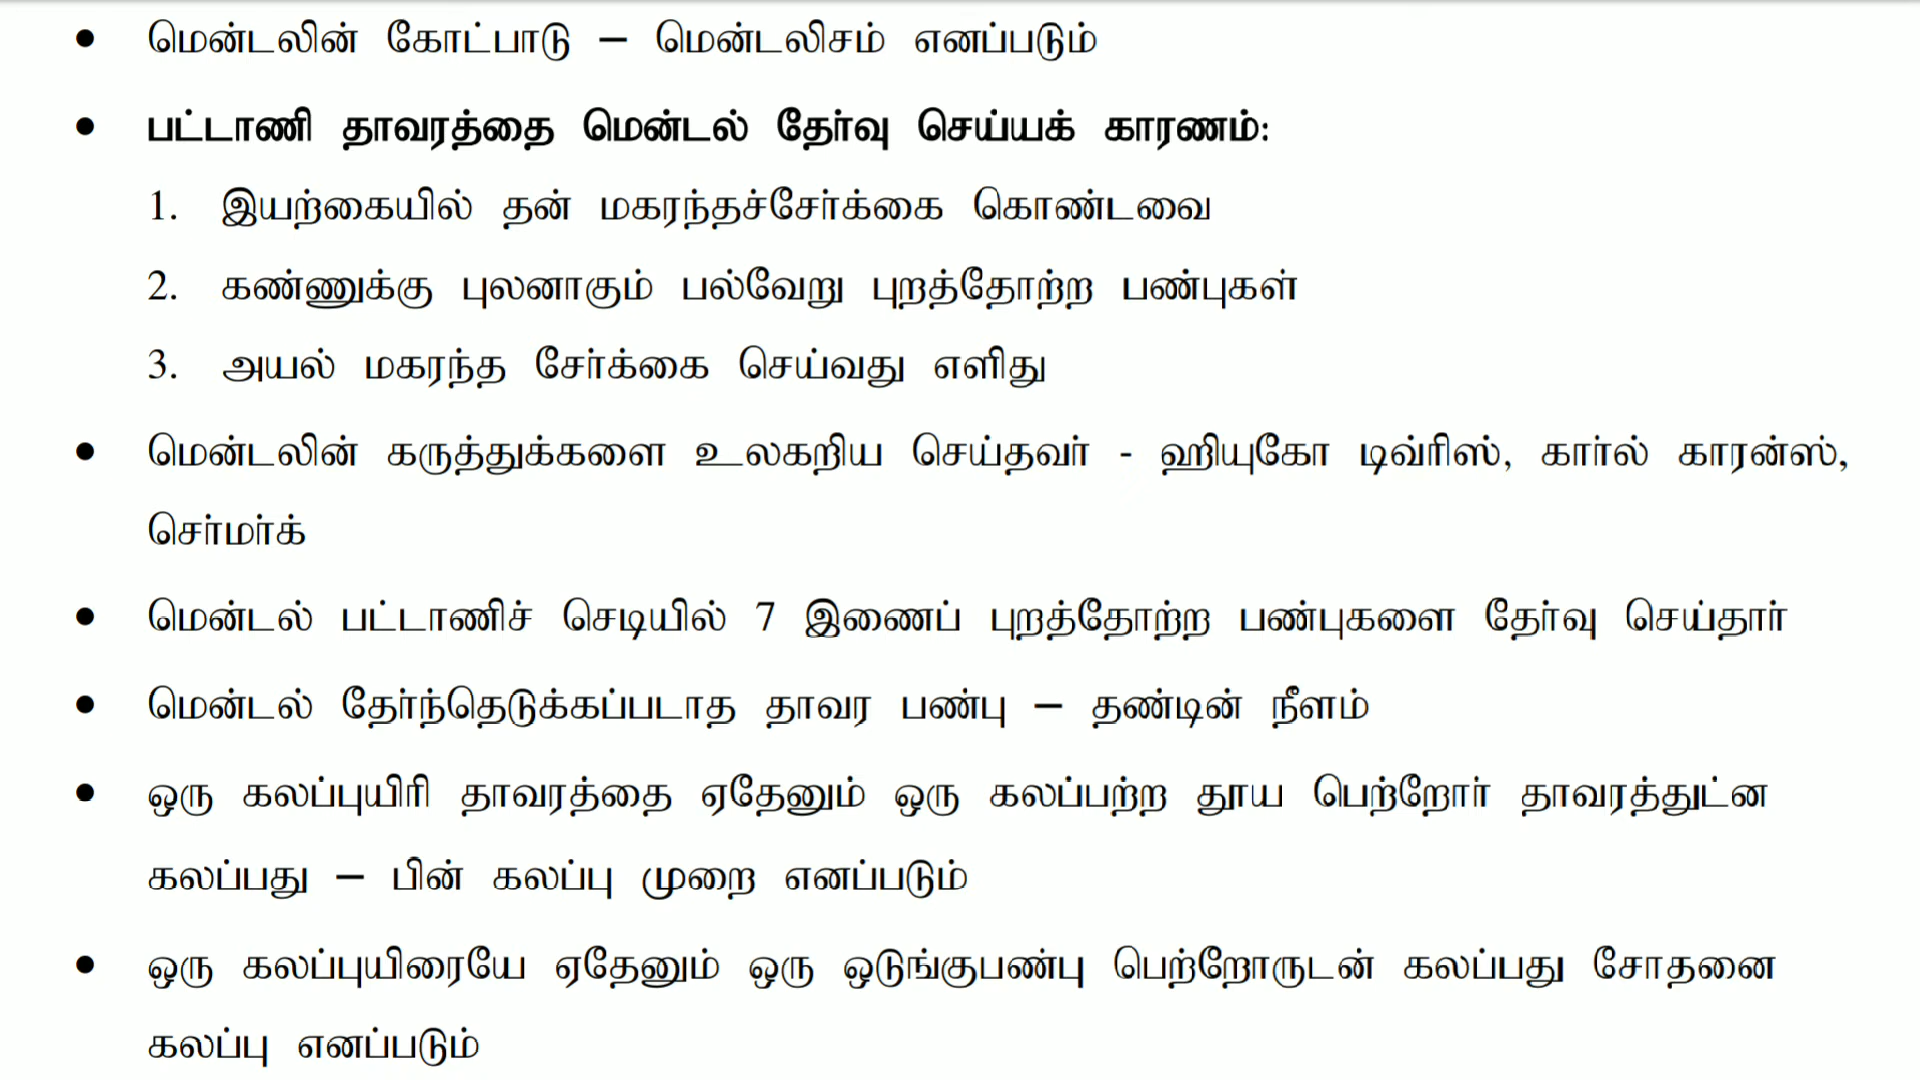 • மென்டலின் கோட்பாடு – மென்டலிசம் எனப்படும்
• பட்டாணி தாவரத்தை மென்டல் தேர்வு செய்யக் காரணம்:
1. இயற்கையில் தன் மகரந்தச்சேர்க்கை கொண்டவை
2. கண்ணுக்கு புலனாகும் பல்வேறு புறத்தோற்ற பண்புகள்
3. அயல் மகரந்த சேர்க்கை செய்வது எளிது
• மென்டலின் கருத்துக்களை உலகறிய செய்தவர் - ஹியுகோ டிவ்ரிஸ், கார்ல் காரன்ஸ்,
செர்மர்க்
• மென்டல் பட்டாணிச் செடியில் 7 இணைப் புறத்தோற்ற பண்புகளை தேர்வு செய்தார்
• மென்டல் தேர்ந்தெடுக்கப்படாத தாவர பண்பு – தண்டின் நீளம்
• ஒரு கலப்புயிரி தாவரத்தை ஏதேனும் ஒரு கலப்பற்ற தூய பெற்றோர் தாவரத்துட்ன
கலப்பது – பின் கலப்பு முறை எனப்படும்
• ஒரு கலப்புயிரையே ஏதேனும் ஒரு ஒடுங்குபண்பு பெற்றோருடன் கலப்பது சோதனை
கலப்பு எனப்படும்